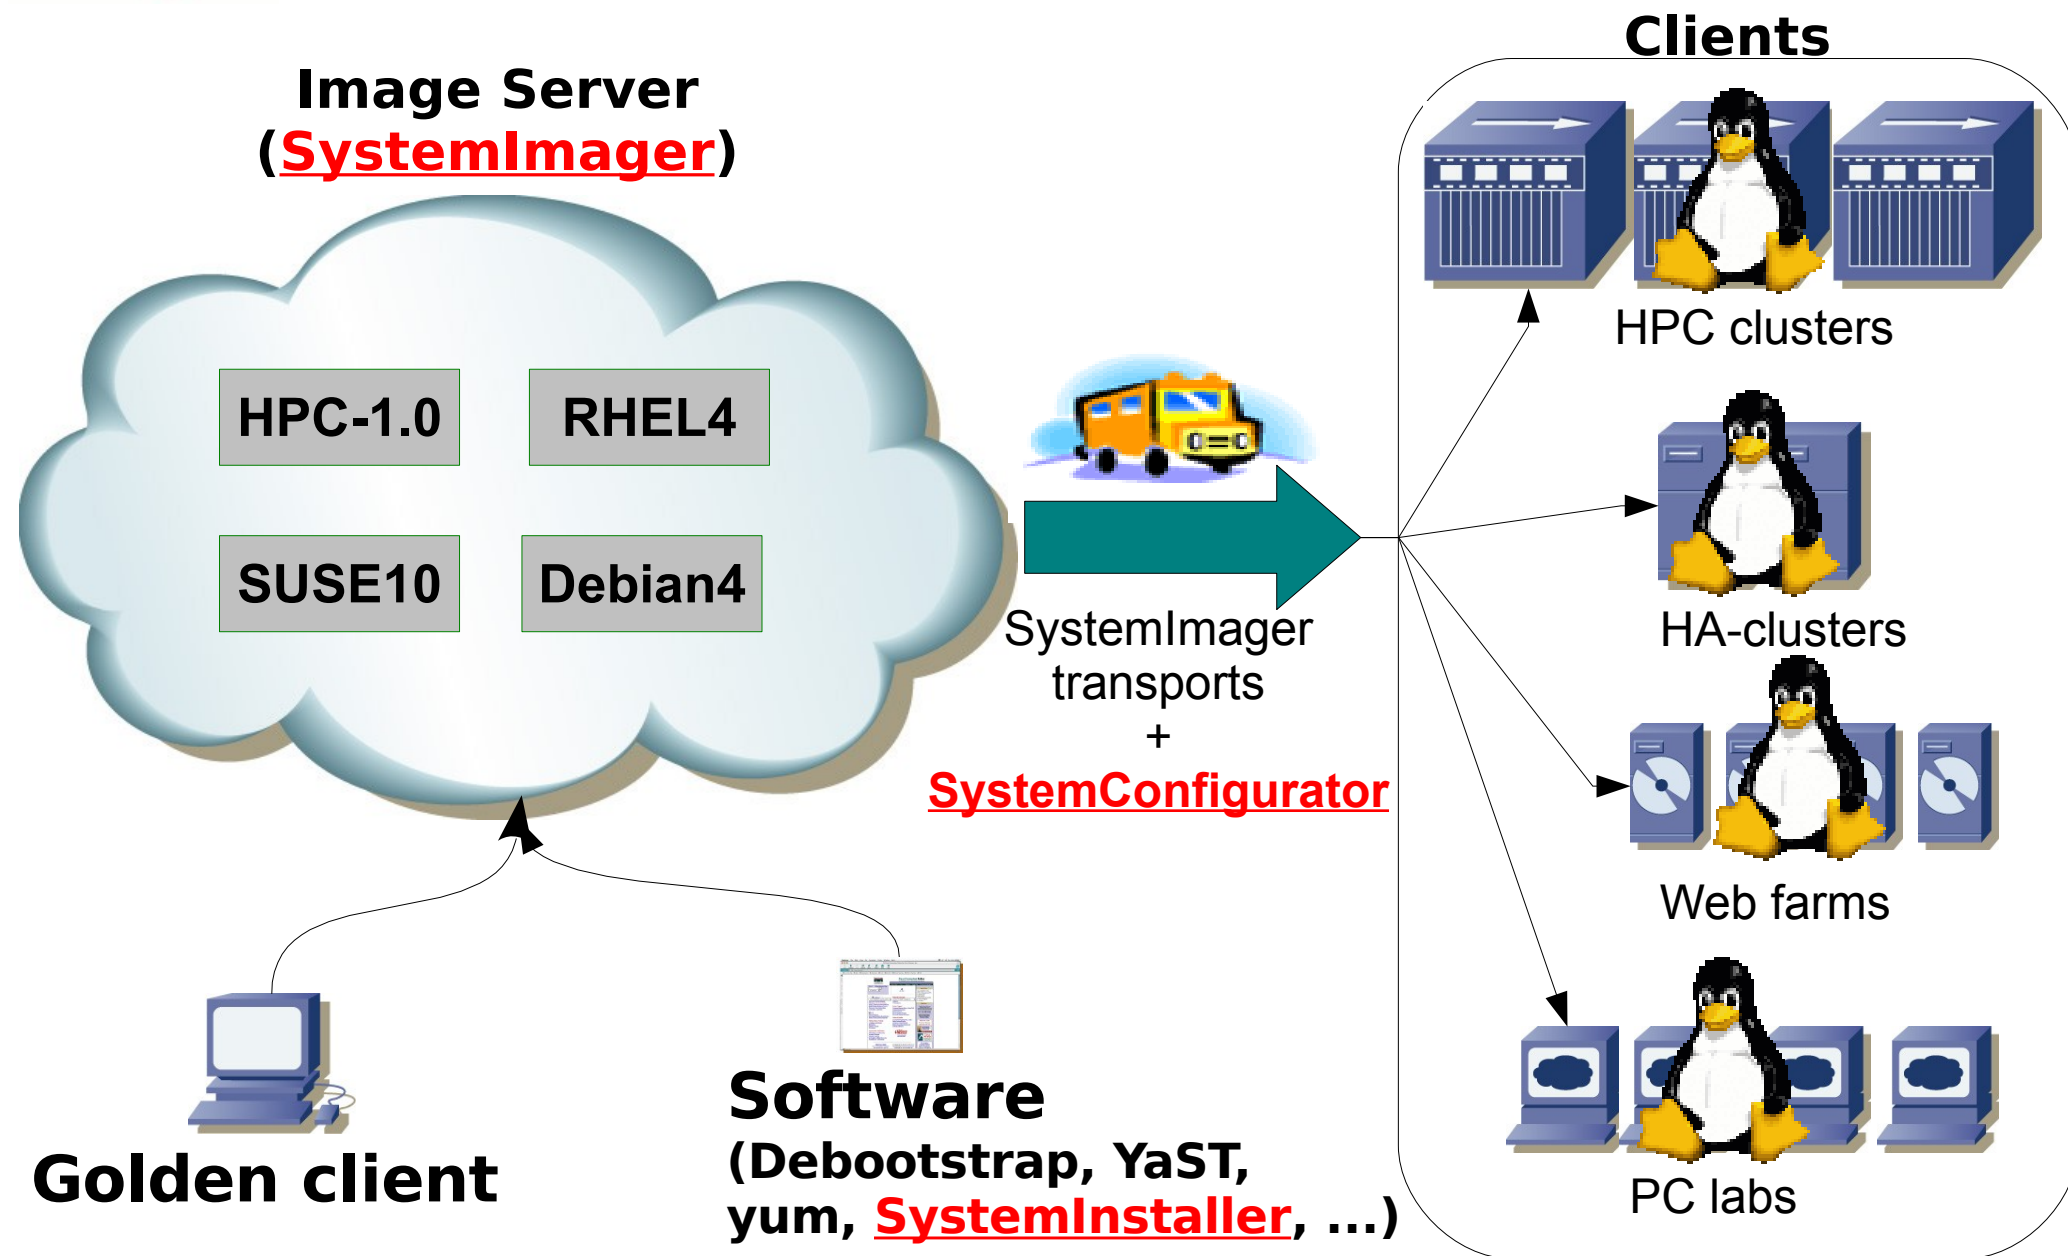 Clients
Image Server
(SystemImager)
HPC-1.0
RHEL4
SUSE10
Debian4
SystemImager
transports
+
SystemConfigurator
HPC clusters
HA-clusters
Web farms
PC labs
Golden client
Software
(Debootstrap, YaST,
yum, SystemInstaller, ...)